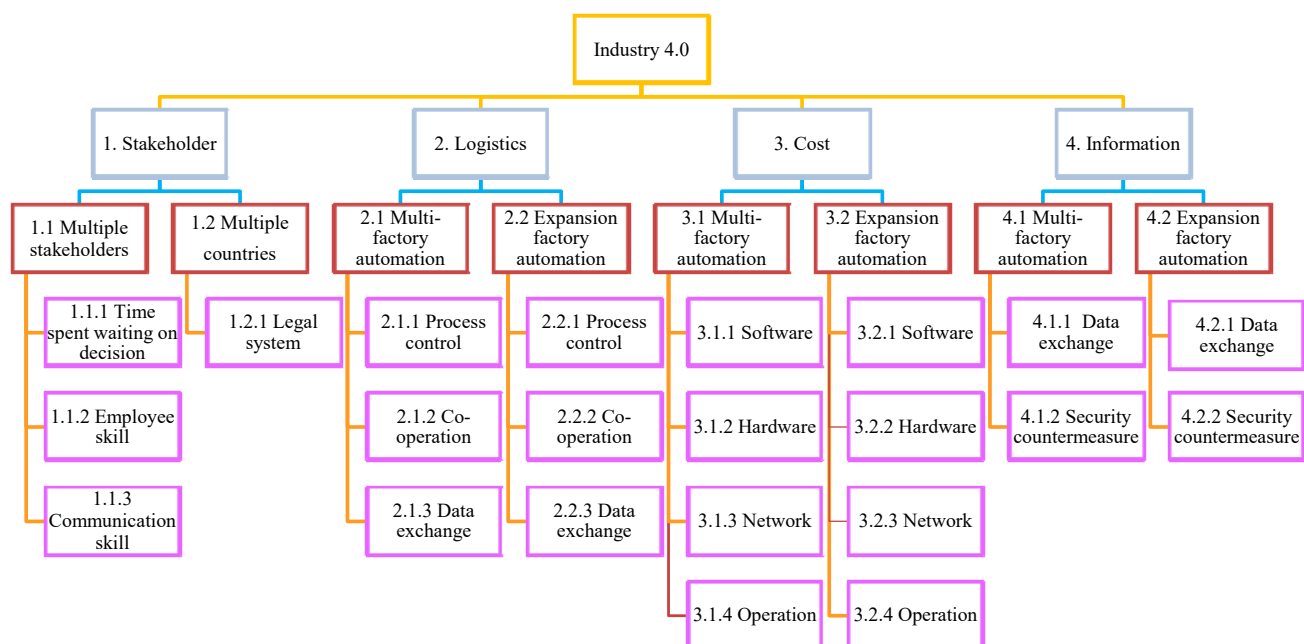 Industry 4.0
1. Stakeholder
2. Logistics
3. Cost
4. Information
1.1 Multiple
stakeholders
1.2 Multiple
countries
2.1 Multi-
factory
automation
2.2 Expansion
factory
automation
3.1 Multi-
factory
automation
3.2 Expansion
factory
automation
4.1 Multi-
factory
automation
4.2 Expansion
factory
automation
1.1.1 Time
spent waiting on
decision
1.2.1 Legal
system
2.1.1 Process
control
2.2.1 Process
control
3.1.1 Software
3.2.1 Software
4.1.1 Data
exchange
4.2.1 Data
exchange
1.1.2 Employee
skill
2.1.2 Co-
operation
2.2.2 Co-
operation
3.1.2 Hardware
3.2.2 Hardware
4.1.2 Security
countermeasure
4.2.2 Security
countermeasure
1.1.3
Communication
skill
2.1.3 Data
exchange
2.2.3 Data
exchange
3.1.3 Network
3.2.3 Network
3.1.4 Operation
3.2.4 Operation